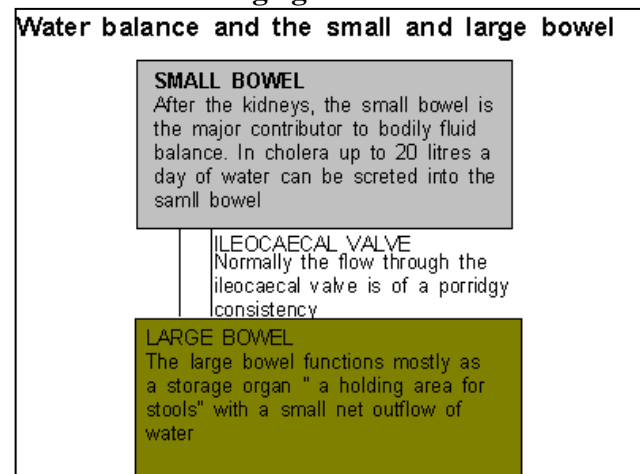 Water balance and the small and large bowel
SMALL BOWEL
After the kidneys, the small bowel is
the major contributor to bodily fluid
balance. In cholera up to 20 litres a
day of water can be screted into the
samll bowel
ILEOCAECAL VALVE
Normally the flow through the
ileocaecal valve is of a porridgy
consistency
LARGE BOWEL
The large bowel functions mostly as
a storage organ " a holding area for
stools" with a small net outflow of
water